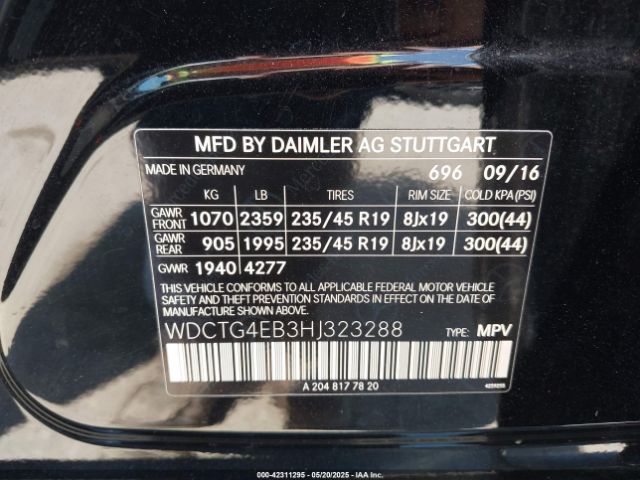 MFD BY DAIMLER AG STUTTGART
MADE IN GERMANY 696 09/16
KG LB TIRES RIM SIZE COLD KPA (PSI)
GAWR FRONT 1070 2359 235/45 R19 8Jx19 300(44)
GAWR REAR 905 1995 235/45 R19 8Jx19 300(44)
GVWR 1940 4277
THIS VEHICLE CONFORMS TO ALL APPLICABLE FEDERAL MOTOR VEHICLE
SAFETY, BUMPER, AND THEFT PREVENTION STANDARDS IN EFFECT ON THE DATE
OF MANUFACTURE SHOWN ABOVE.
WDCTG4EB3HJ323288 TYPE: MPV
A 204 817 78 20
000-42311295 - 05/20/2025 - IAA Inc.